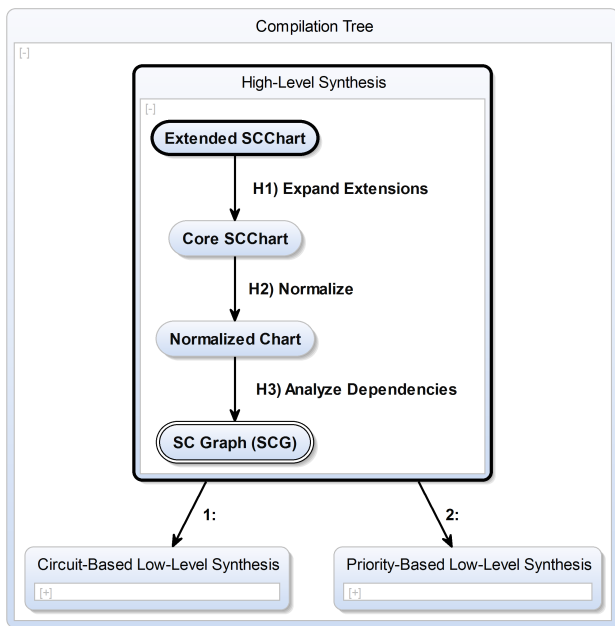 Compilation Tree
[-]
High-Level Synthesis
[-]
Extended SCChart
H1) Expand Extensions
Core SCChart
H2) Normalize
Normalized Chart
H3) Analyze Dependencies
SC Graph (SCG)
1:
2:
Circuit-Based Low-Level Synthesis
[+]
Priority-Based Low-Level Synthesis
[+]